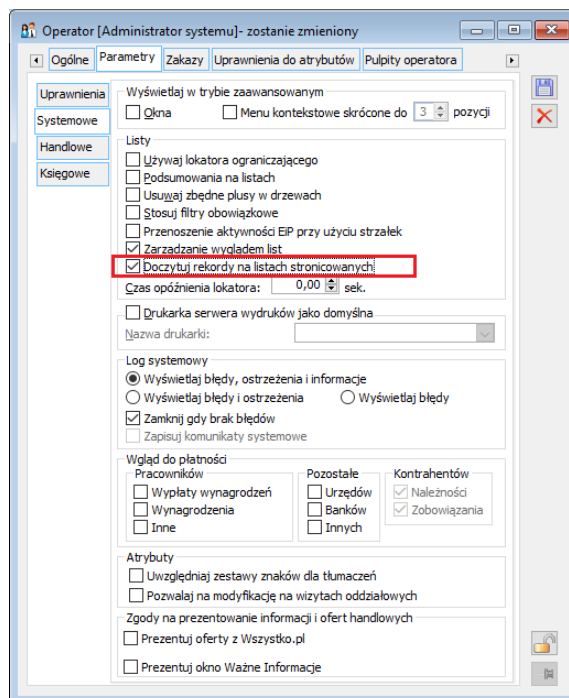 Operator [Administrator systemu]- zostanie zmieniony
Ogólne Parametry Zakazy Uprawnienia do atrybutów Pulpity operatora
Uprawnienia
Systemowe
Handlowe
Księgowe
Wyświetlaj w trybie zaawansowanym
Okna Menu kontekstowe skrócone do 3 pozycji
Listy
Używaj lokatora ograniczającego
Podsumowania na listach
Usuwaj zbędne plusy w drzewach
Stosuj filtry obowiązkowe
Przenoszenie aktywności EiP przy użyciu strzałek
Zarządzanie wyglądem list
Doczytuj rekordy na listach stronicowanych
Czas opóźnienia lokatora: 0,00 sek.
Drukarka serwera wydruków jako domyślna
Nazwa drukarki:
Log systemowy
Wyświetlaj błędy, ostrzeżenia i informacje
Wyświetlaj błędy i ostrzeżenia Wyświetlaj błędy
Zamknij gdy brak błędów
Zapisuj komunikaty systemowe
Wgląd do płatności
Pracowników Pozostałe Kontrahentów
Wypłaty wynagrodzeń Urzędów Należności
Wynagrodzenia Banków Zobowiązania
Inne Innych
Atrybuty
Uwzględniaj zestawy znaków dla tłumaczeń
Pozwalaj na modyfikację na wizytach oddziałowych
Zgody na prezentowanie informacji i ofert handlowych
Prezentuj oferty z Wszystko.pl
Prezentuj okno Ważne Informacje